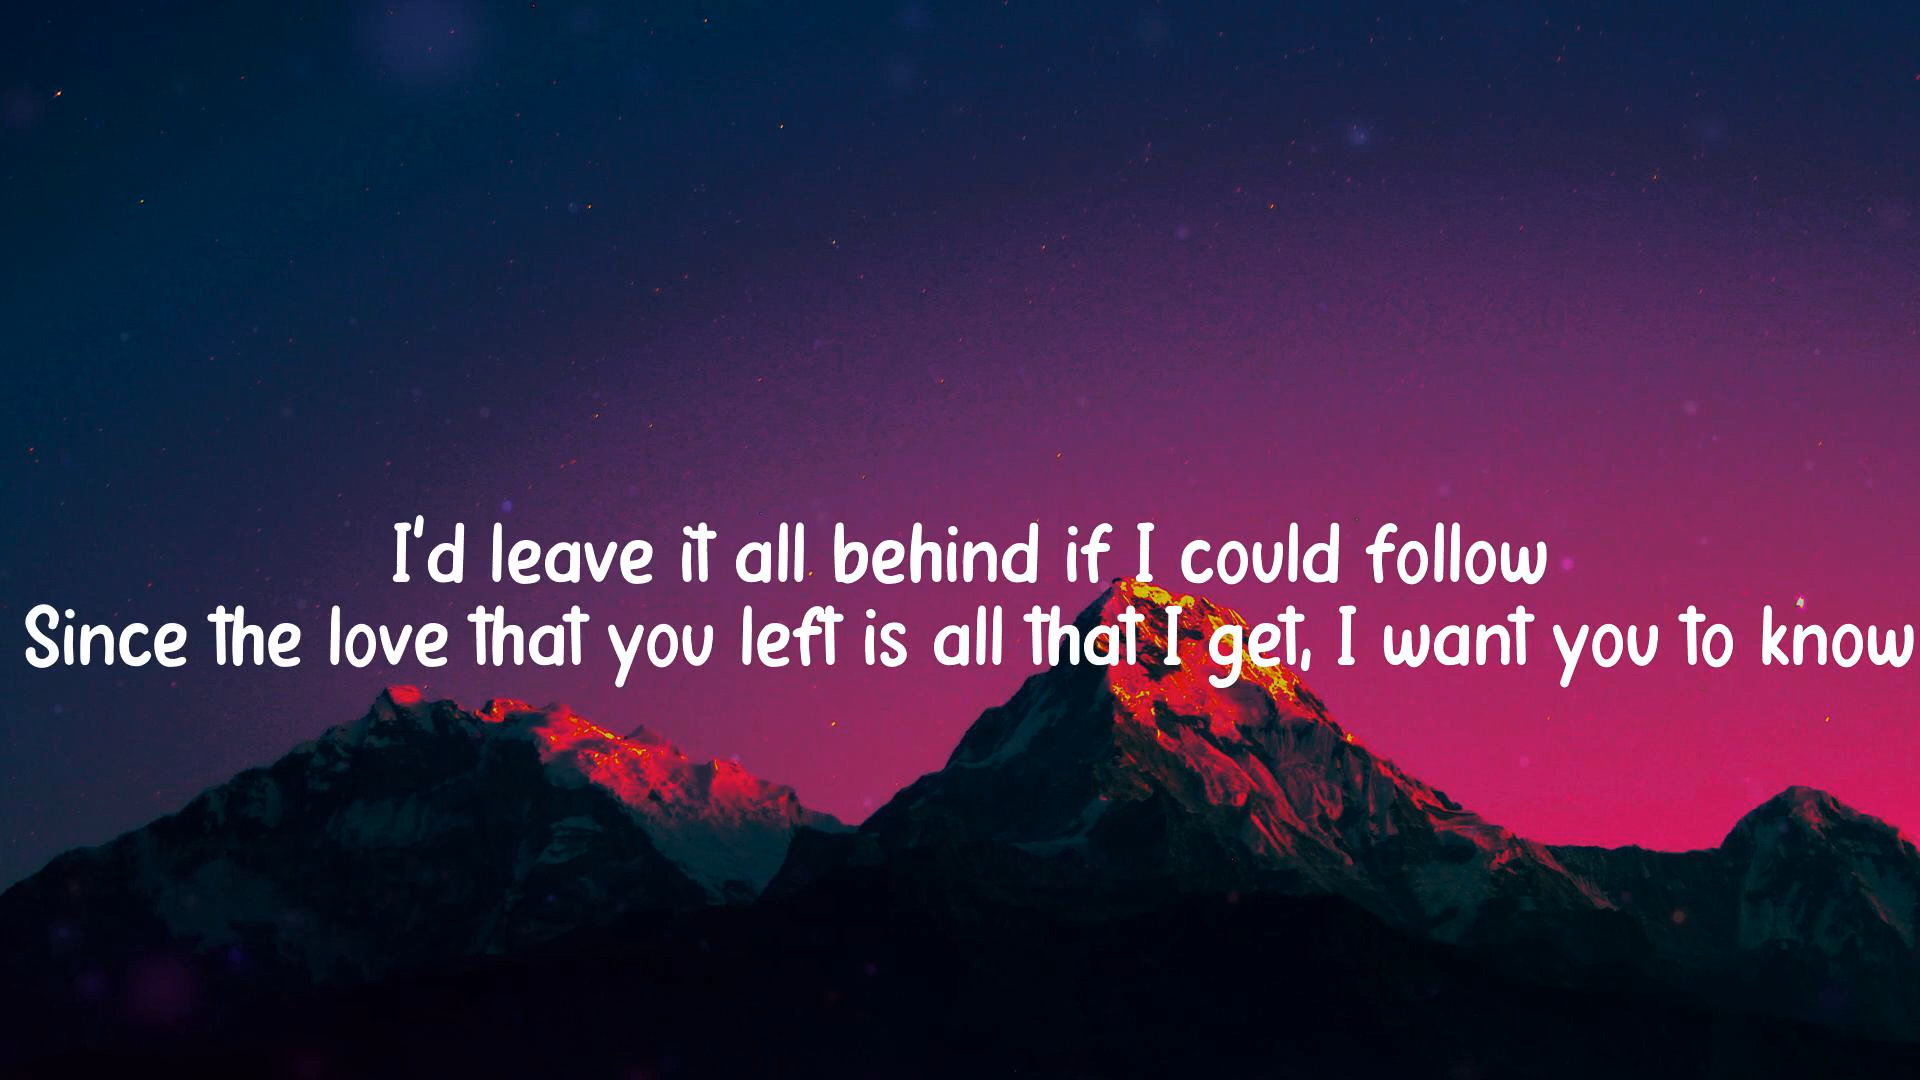 I'd leave it all behind if I could follow
Since the love that you left is all that I get, I want you to know